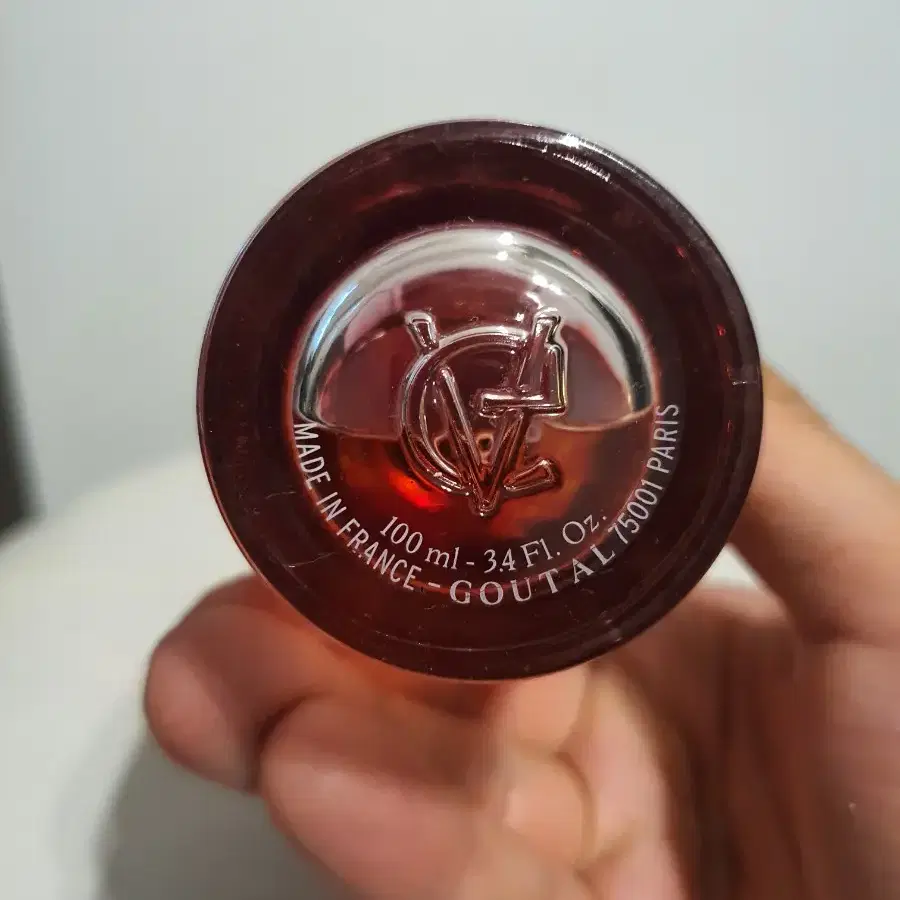 100 ml - 3.4 Fl. Oz.
MADE IN FRANCE - GOUTAL 75001 PARIS